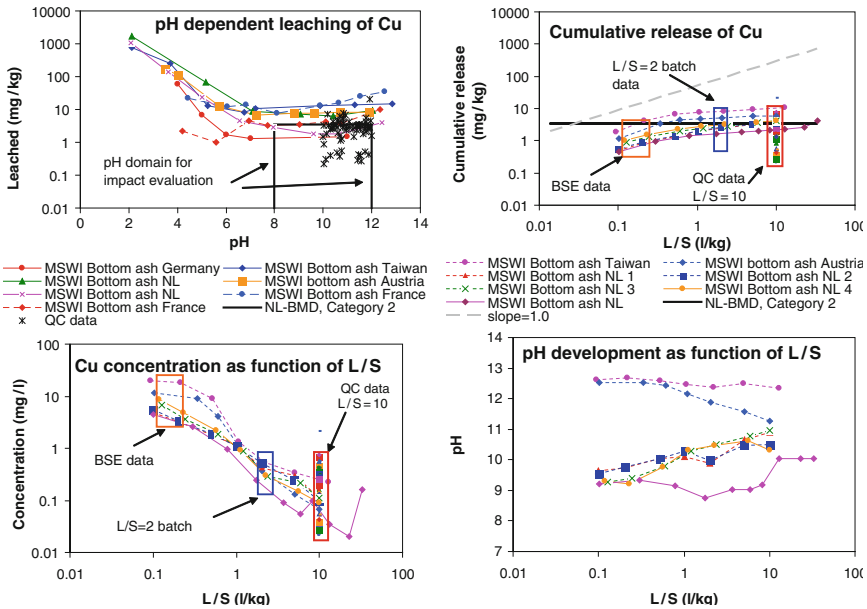 pH dependent leaching of Cu
Leached (mg/kg)
10000
1000
100
10
1
0.1
0.01
pH domain for
impact evaluation
0 2 4 6 8 10 12 14
pH
MSWI Bottom ash Germany
MSWI Bottom ash Taiwan
MSWI Bottom ash NL
MSWI Bottom ash Austria
MSWI Bottom ash NL
MSWI Bottom ash France
MSWI Bottom ash France
NL-BMD, Category 2
QC data
Cumulative release of Cu
Cumulative release
(mg/kg)
10000
1000
100
10
1
0.1
0.01
L/S=2 batch
data
BSE data
QC data
L/S=10
0.01 0.1 1 10 100
L/S (l/kg)
MSWI Bottom ash Taiwan
MSWI bottom ash Austria
MSWI Bottom ash NL 1
MSWI Bottom ash NL 2
MSWI Bottom ash NL 3
MSWI Bottom ash NL 4
MSWI Bottom ash NL
NL-BMD, Category 2
slope=1.0
Cu concentration as function of L/S
Concentration (mg/l)
100
10
1
0.1
0.01
QC data
L/S=10
BSE data
L/S=2 batch
0.01 0.1 1 10 100
L/S (l/kg)
pH development as function of L/S
pH
14
13
12
11
10
9
8
7
0.01 0.1 1 10 100
L/S (l/kg)